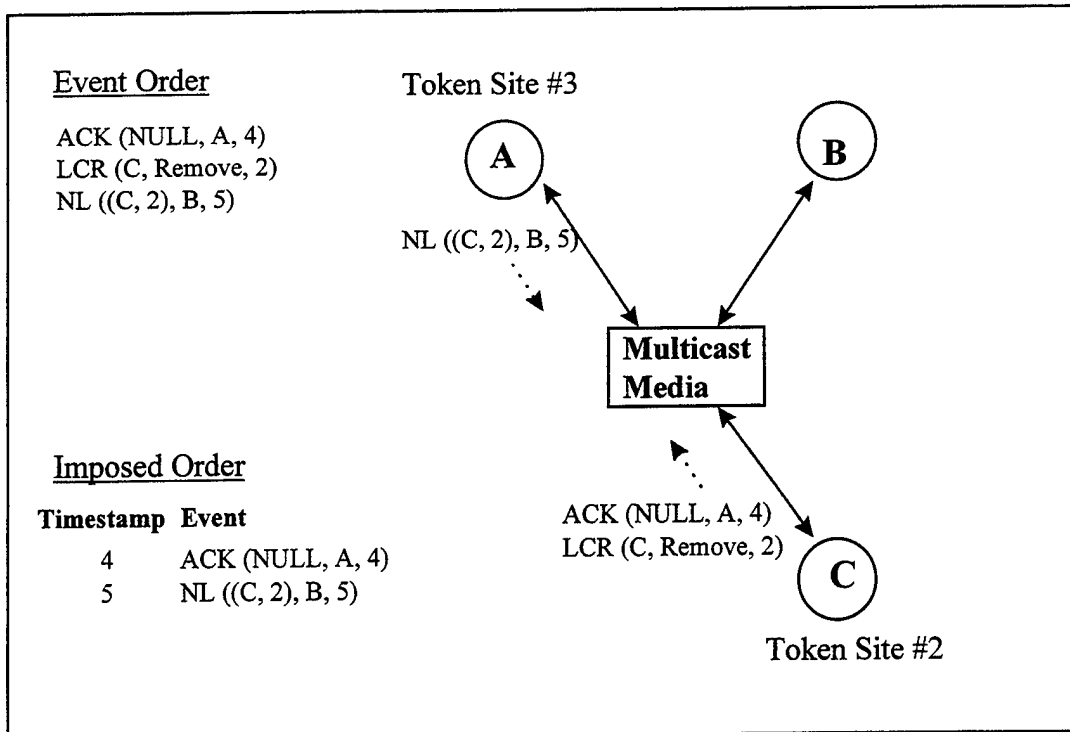 Event Order
ACK (NULL, A, 4)
LCR (C, Remove, 2)
NL ((C, 2), B, 5)
Token Site #3
A
B
NL ((C, 2), B, 5)
Multicast
Media
Imposed Order
Timestamp Event
4 ACK (NULL, A, 4)
5 NL ((C, 2), B, 5)
ACK (NULL, A, 4)
LCR (C, Remove, 2)
C
Token Site #2